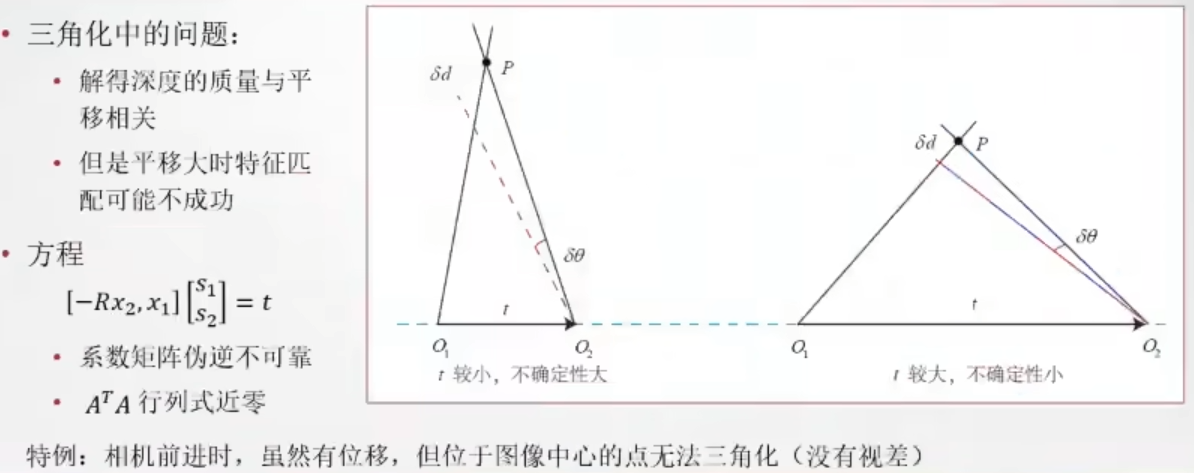 三角化中的问题：
解得深度的质量与平
移相关
但是平移大时特征匹
配可能不成功
方程
[-Rx₂, x₁] [s₁ s₂] = t
系数矩阵伪逆不可靠
AᵀA 行列式近零
δd
P
δθ
t
O₁
O₂
t 较小，不确定性大
δd
P
δθ
t
O₁
O₂
t 较大，不确定性小
特例：相机前进时，虽然有位移，但位于图像中心的点无法三角化（没有视差）